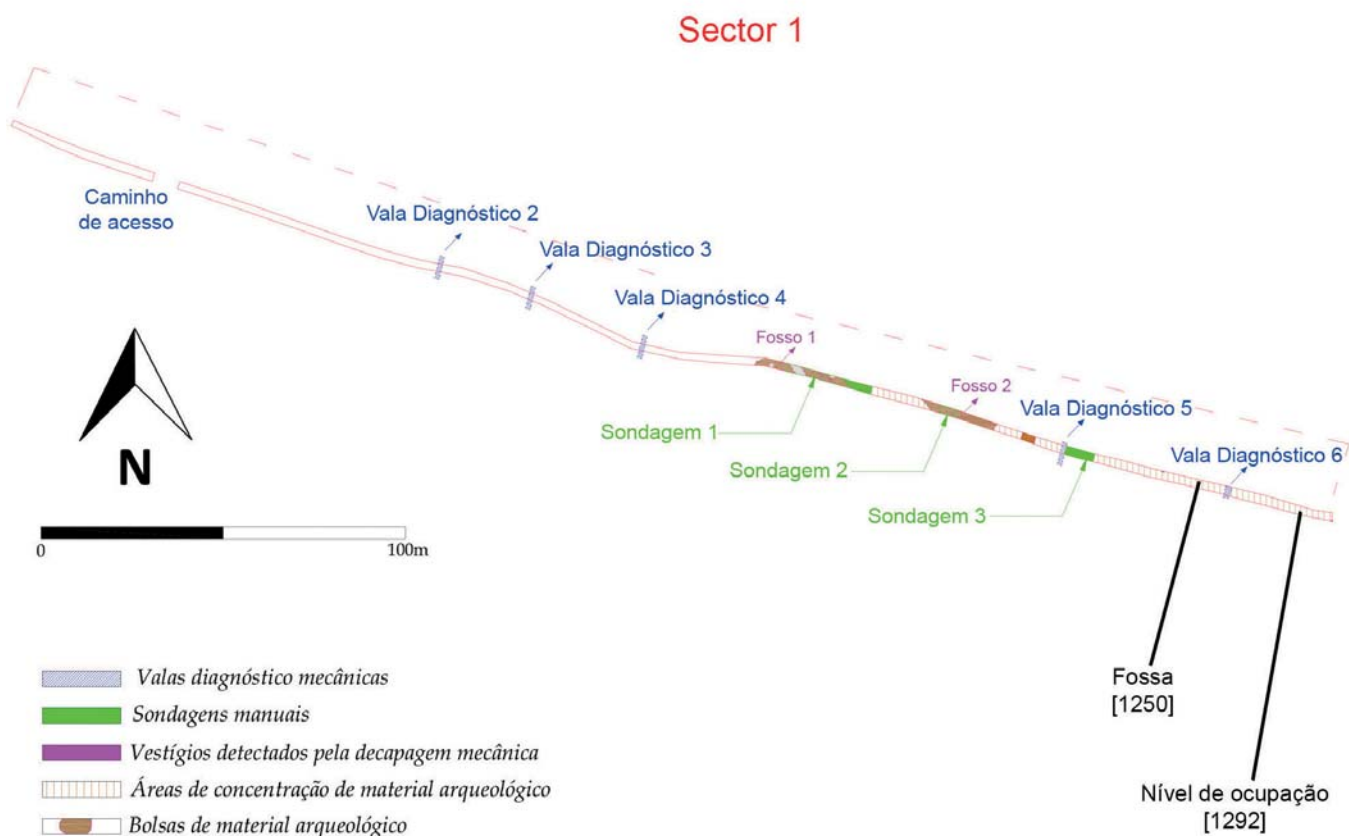 Sector 1
Caminho
de acesso
Vala Diagnóstico 2
Vala Diagnóstico 3
Vala Diagnóstico 4
Fosso 1
Fosso 2
Vala Diagnóstico 5
Vala Diagnóstico 6
Sondagem 1
Sondagem 2
Sondagem 3
N
0
100m
Fossa
[1250]
Nível de ocupação
[1292]
Valas diagnóstico mecânicas
Sondagens manuais
Vestígios detectados pela decapagem mecânica
Áreas de concentração de material arqueológico
Bolsas de material arqueológico